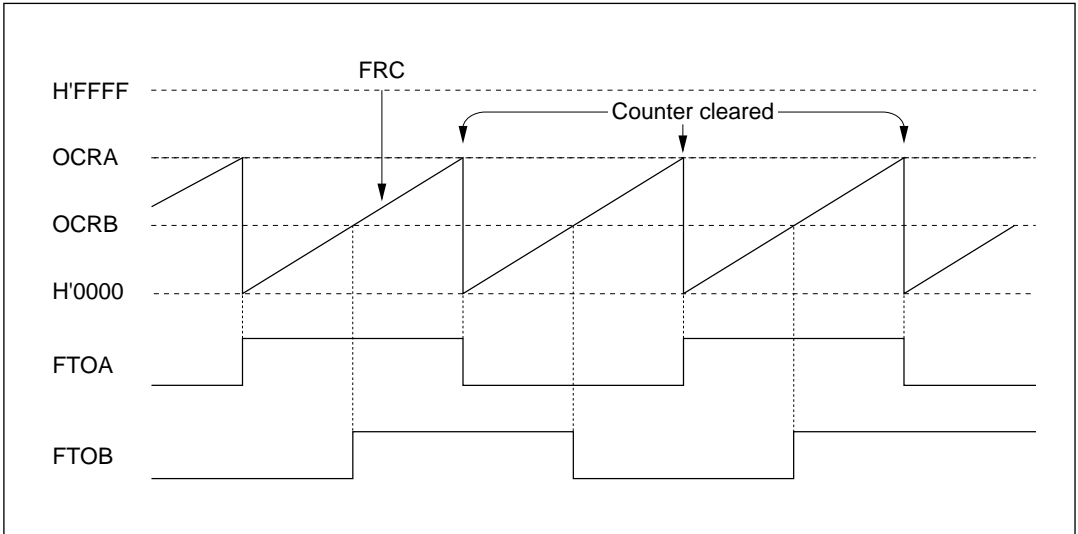 FRC
H'FFFF
Counter cleared
OCRA
OCRB
H'0000
FTOA
FTOB